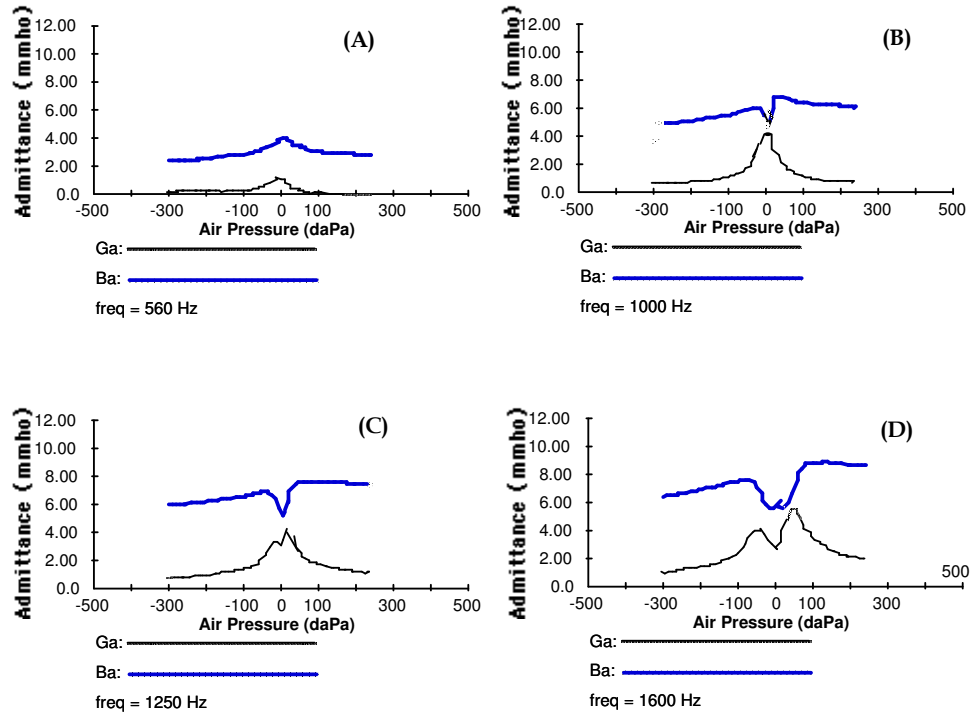 (A)
Admittance (mmho)
12.00
10.00
8.00
6.00
4.00
2.00
0.0
-500 -300 -100 0 100 300 500
Air Pressure (daPa)
Ga:
Ba:
freq = 560 Hz
(B)
Admittance (mmho)
12.00
10.00
8.00
6.00
4.00
2.00
0.0
-500 -300 -100 0 100 300 500
Air Pressure (daPa)
Ga:
Ba:
freq = 1000 Hz
(C)
Admittance (mmho)
12.00
10.00
8.00
6.00
4.00
2.00
0.0
-500 -300 -100 0 100 300 500
Air Pressure (daPa)
Ga:
Ba:
freq = 1250 Hz
(D)
Admittance (mmho)
12.00
10.00
8.00
6.00
4.00
2.00
0.0
500
-500 -300 -100 0 100 300
Air Pressure (daPa)
Ga:
Ba:
freq = 1600 Hz